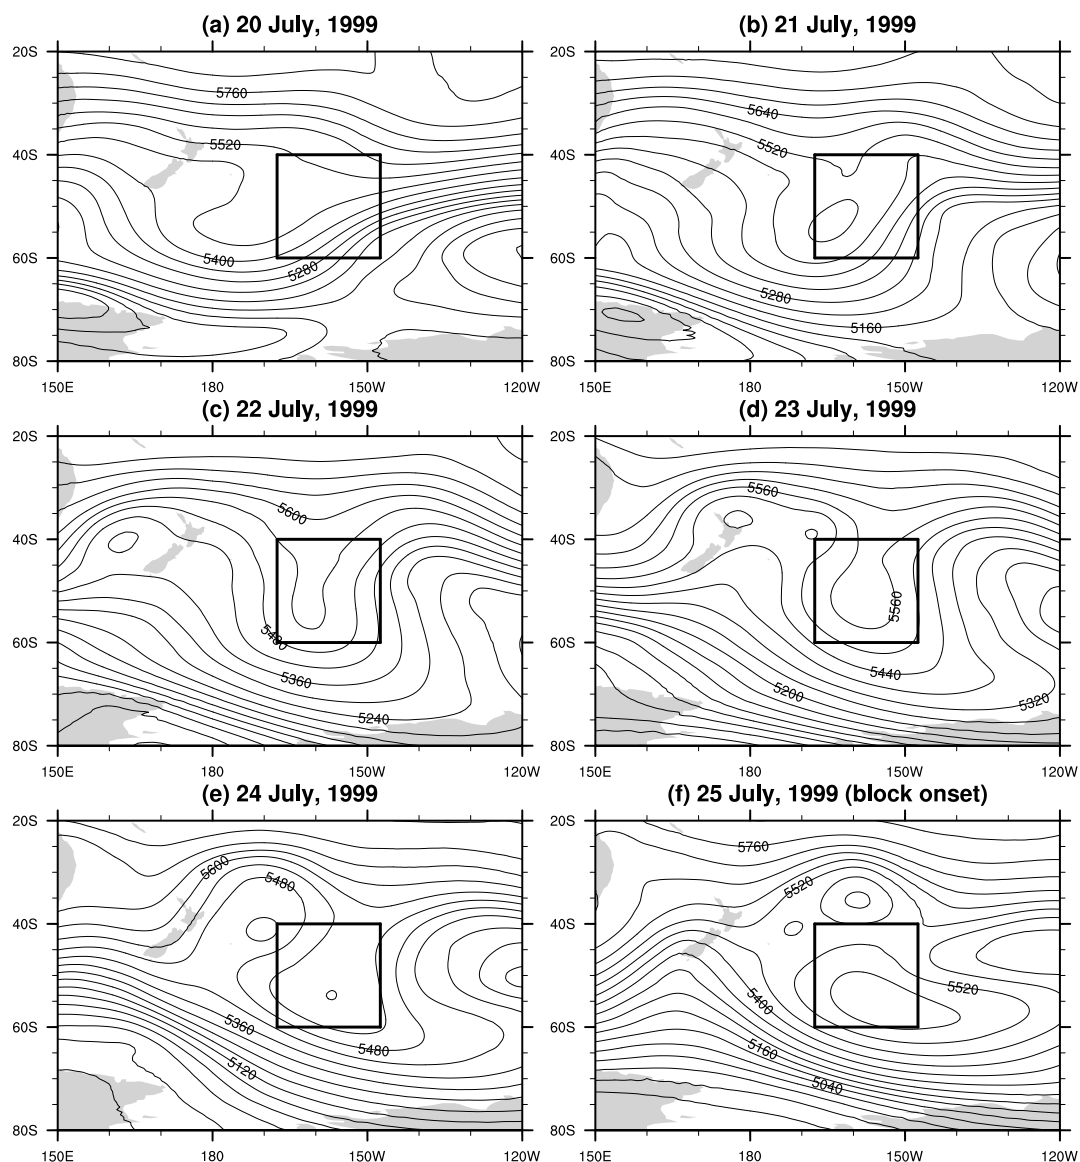 (a) 20 July, 1999
(b) 21 July, 1999
20S
40S
60S
80S
5760
5520
5400
5280
150E
180
150W
120W
20S
40S
60S
80S
5640
5520
5280
5160
150E
180
150W
120W
(c) 22 July, 1999
(d) 23 July, 1999
20S
40S
60S
80S
5600
5480
5360
5240
150E
180
150W
120W
20S
40S
60S
80S
5560
5560
5440
5200
5320
150E
180
150W
120W
(e) 24 July, 1999
(f) 25 July, 1999 (block onset)
20S
40S
60S
80S
5600
5480
5360
5480
5120
150E
180
150W
120W
20S
40S
60S
80S
5760
5520
5520
5400
5160
5040
150E
180
150W
120W